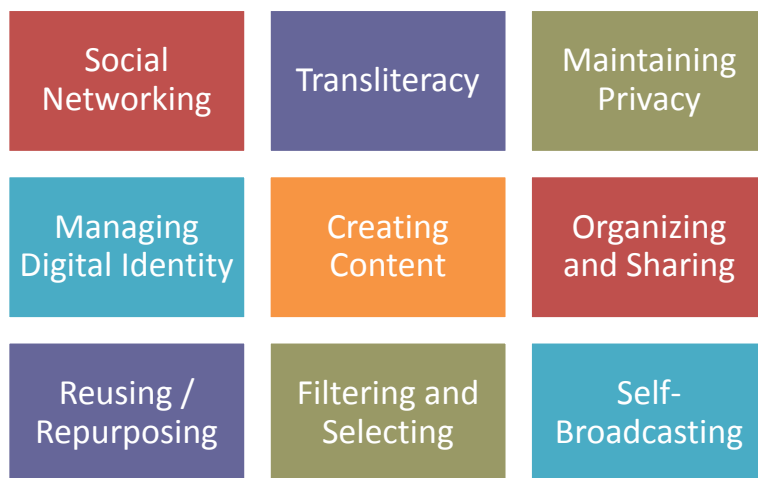 Social
Networking
Transliteracy
Maintaining
Privacy
Managing
Digital Identity
Creating
Content
Organizing
and Sharing
Reusing /
Repurposing
Filtering and
Selecting
Self-
Broadcasting